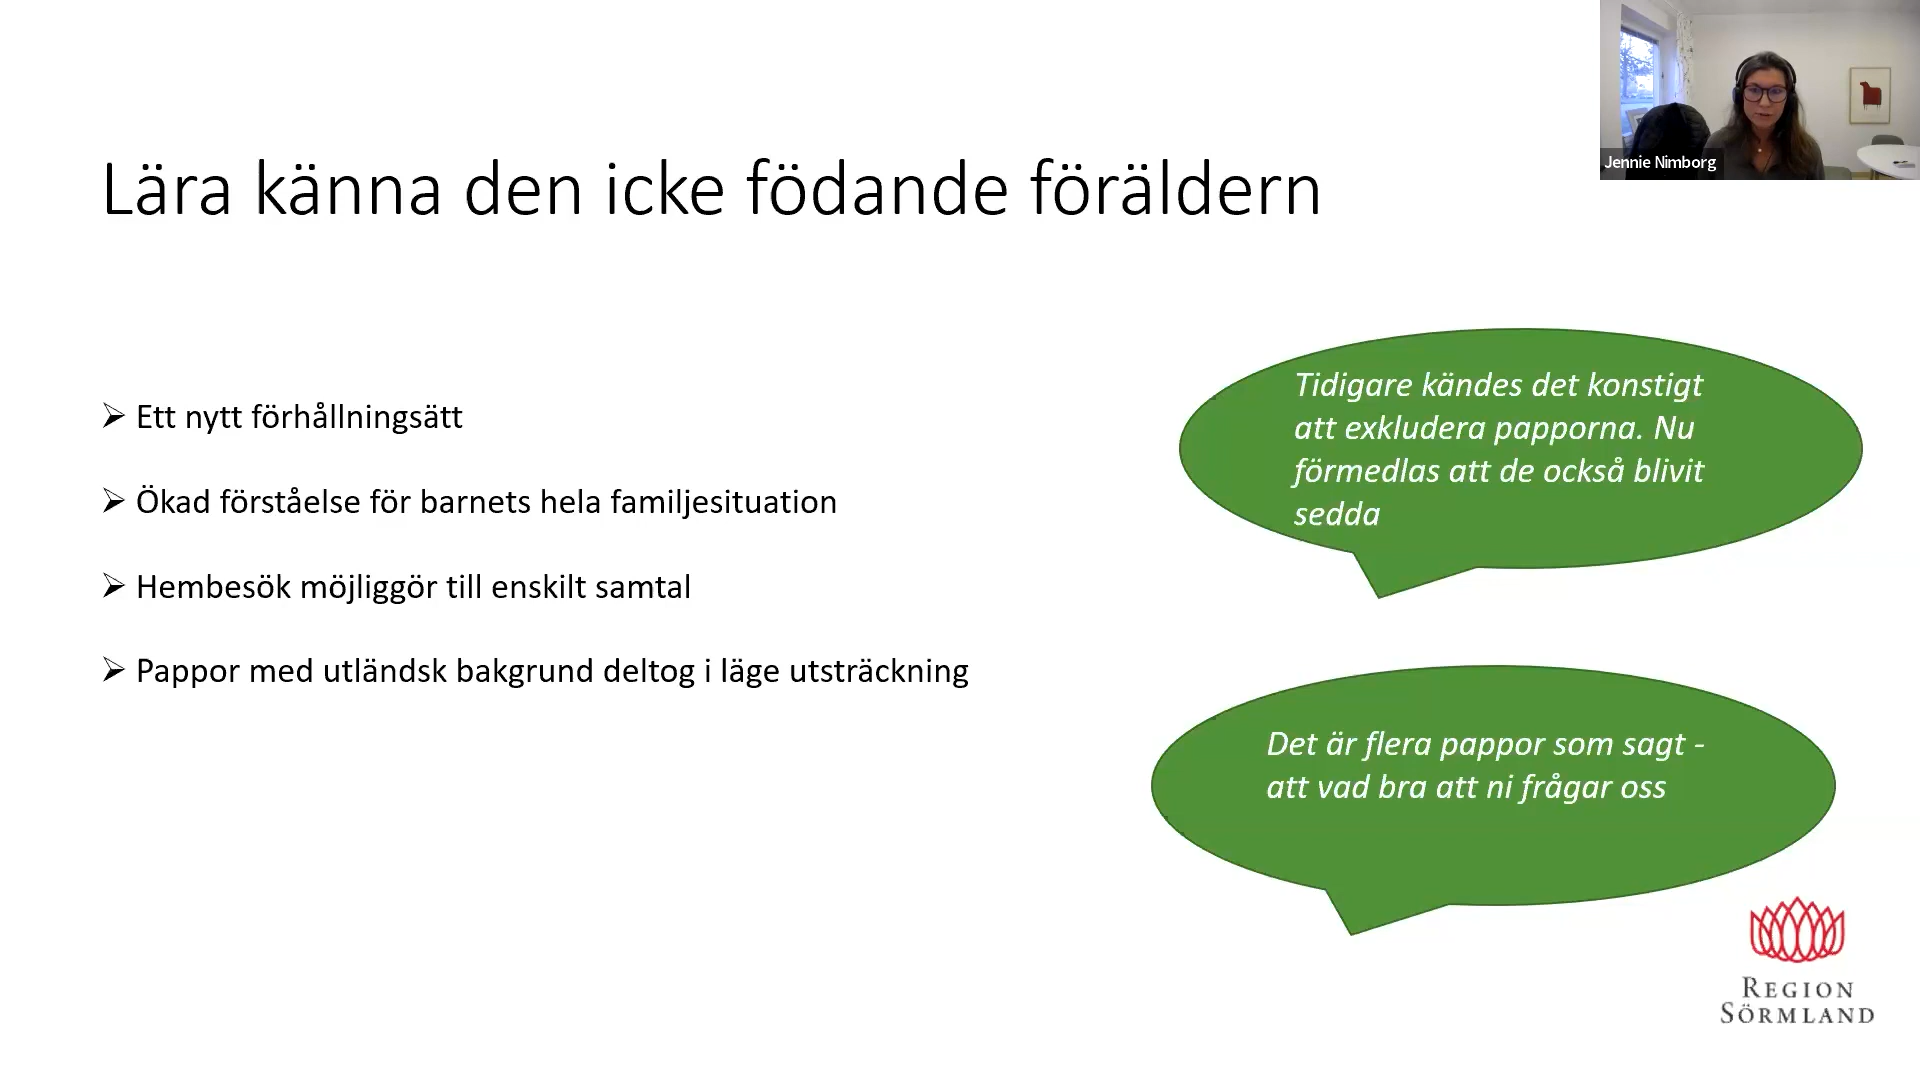 Jennie Nimborg
Lära känna den icke födande föräldern
Ett nytt förhållningsätt
Ökad förståelse för barnets hela familjesituation
Hembesök möjliggör till enskilt samtal
Pappor med utländsk bakgrund deltog i läge utsträckning
Tidigare kändes det konstigt
att exkludera papporna. Nu
förmedlas att de också blivit
sedda
Det är flera pappor som sagt -
att vad bra att ni frågar oss
REGION
SÖRMLAND